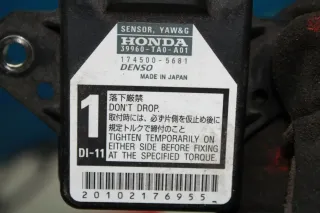 SENSOR, YAW&G
HONDA
39960-TA0-A01
174500-5681
DENSO
MADE IN JAPAN
1
DI-11
落下厳禁
DON'T DROP.
取付時には、必ず片側を仮止め後に
規定トルクで締付のこと
TIGHTEN TEMPORARILY ON
EITHER SIDE BEFORE FIXING
AT THE SPECIFIED TORQUE.
20102176955